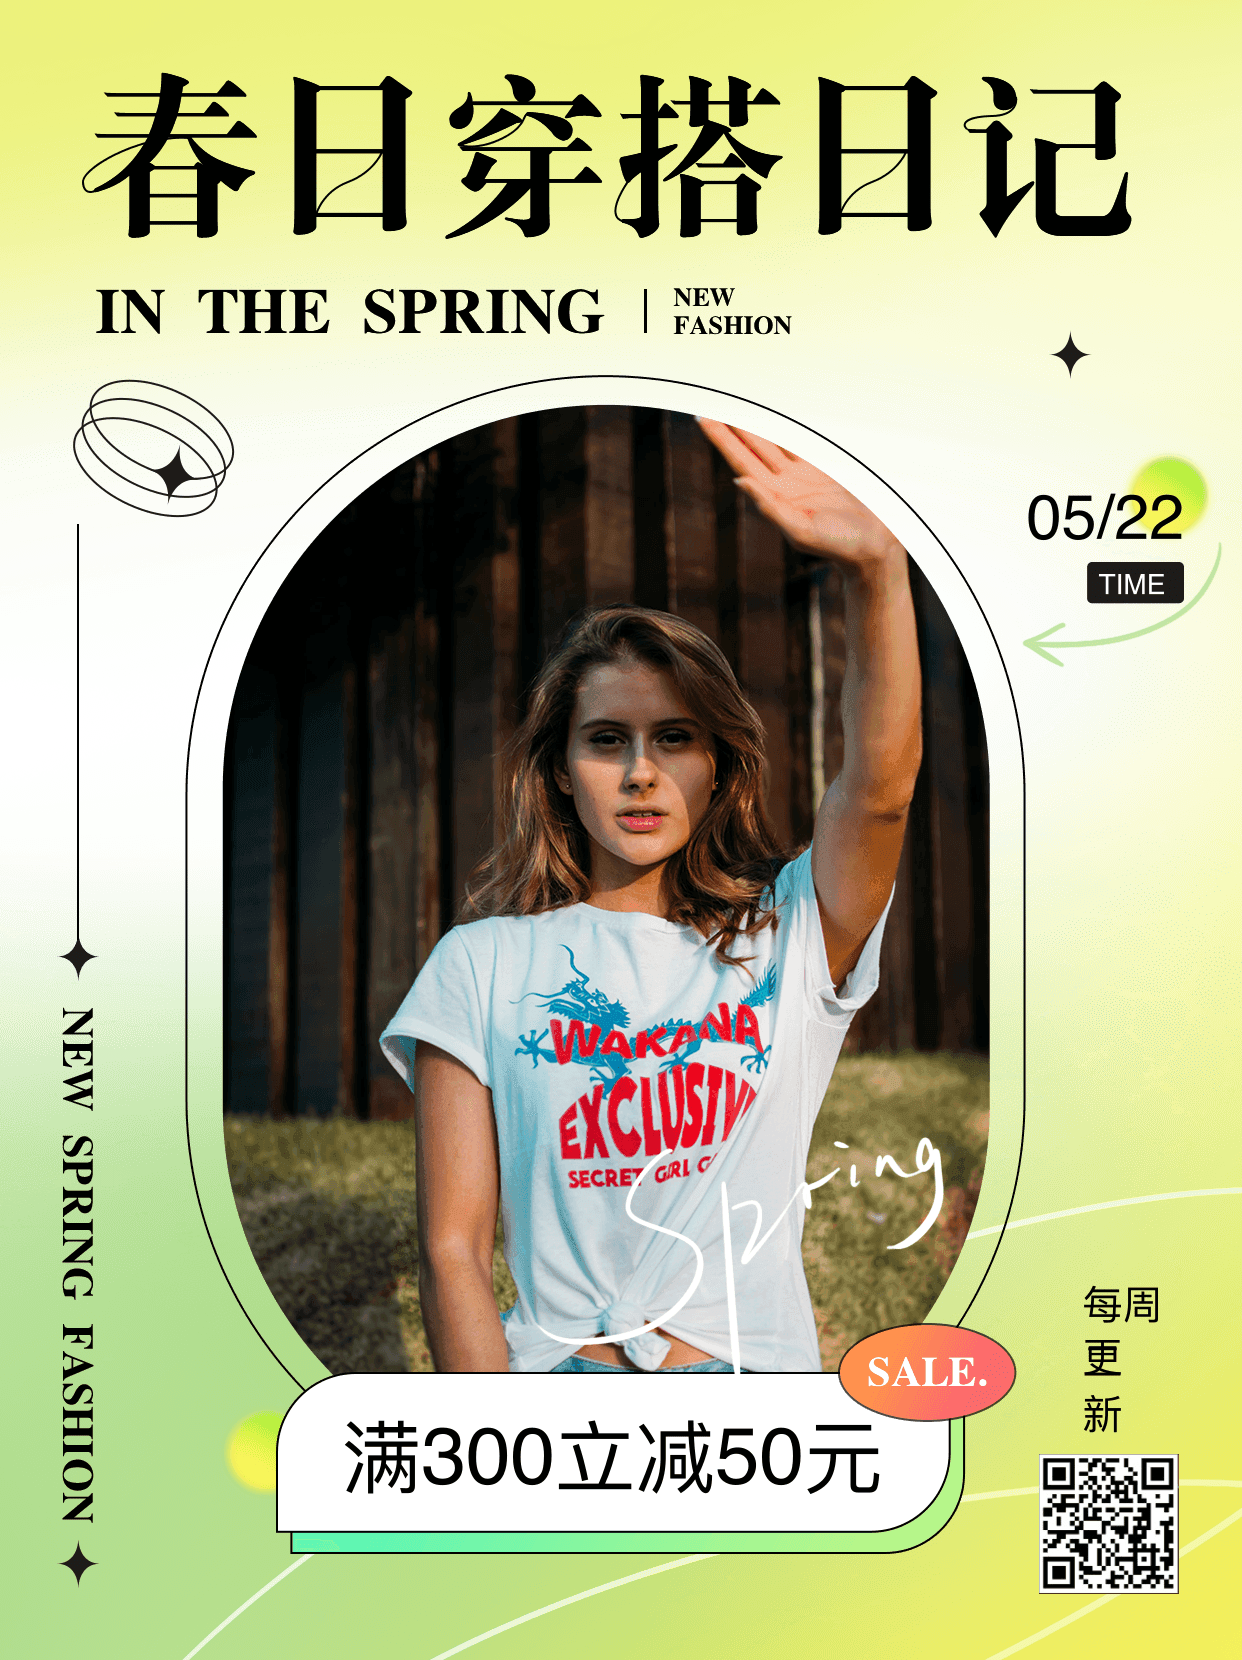 春日穿搭日记
IN THE SPRING
NEW
FASHION
05/22
TIME
WAKANA
EXCLUSIV
SECRET GIRL
Spring
NEW SPRING FASHION
SALE.
满300立减50元
每周
更
新